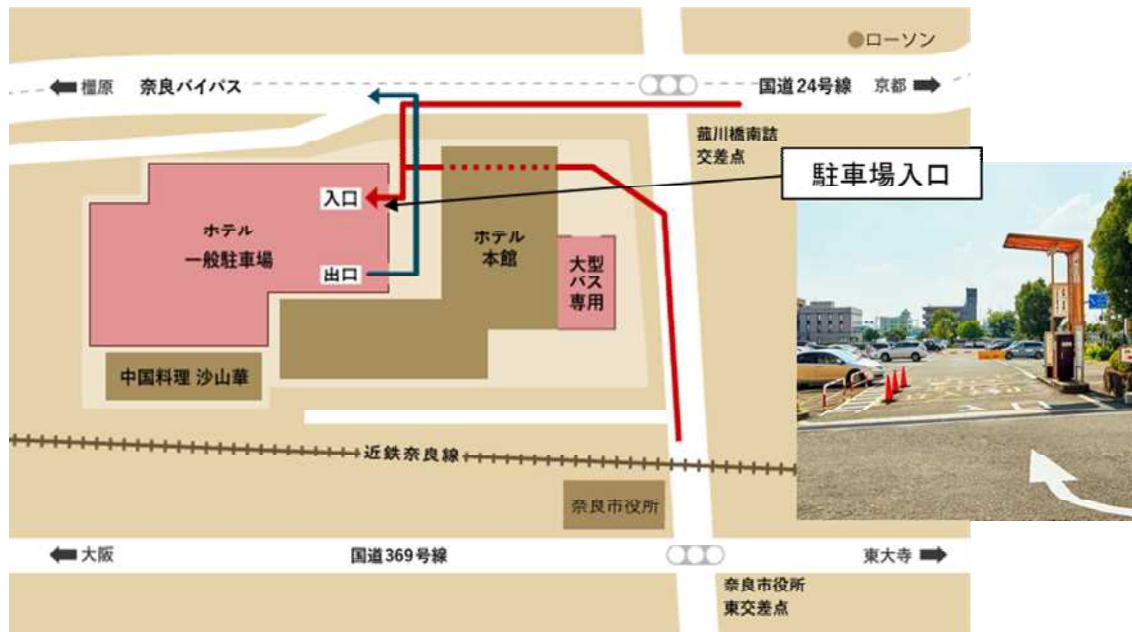 ローソン
橿原
奈良バイパス
国道24号線
京都
菰川橋南詰
交差点
駐車場入口
入口
ホテル
一般駐車場
出口
ホテル
本館
大型
バス
専用
中国料理 沙山華
近鉄奈良線
奈良市役所
大阪
国道369号線
東大寺
奈良市役所
東交差点